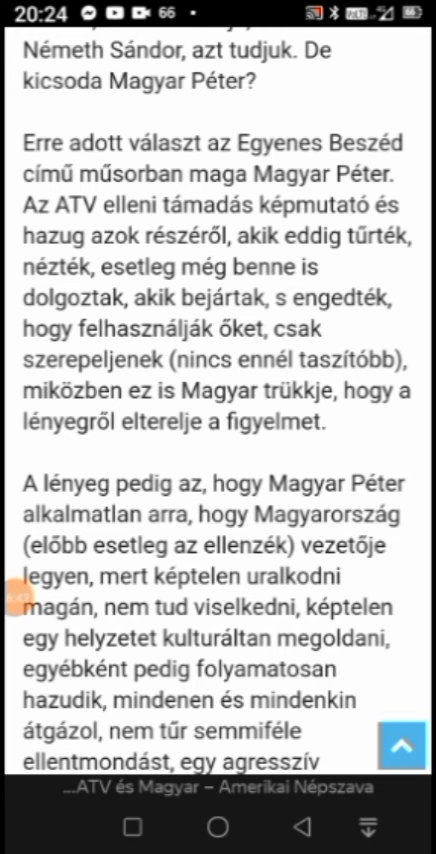 20:24
66
Németh Sándor, azt tudjuk. De
kicsoda Magyar Péter?
Erre adott választ az Egyenes Beszéd
című műsorban maga Magyar Péter.
Az ATV elleni támadás képmutató és
hazug azok részéről, akik eddig tűrték,
nézték, esetleg még benne is
dolgoztak, akik bejártak, s engedték,
hogy felhasználják őket, csak
szerepeljenek (nincs ennél taszítóbb),
miközben ez is Magyar trükkje, hogy a
lényegről elterelje a figyelmet.
A lényeg pedig az, hogy Magyar Péter
alkalmatlan arra, hogy Magyarország
(előbb esetleg az ellenzék) vezetője
legyen, mert képtelen uralkodni
magán, nem tud viselkedni, képtelen
egy helyzetet kulturáltan megoldani,
egyébként pedig folyamatosan
hazudik, mindenen és mindenkin
átgázol, nem tűr semmiféle
ellentmondást, egy agresszív
...ATV és Magyar – Amerikai Népszava